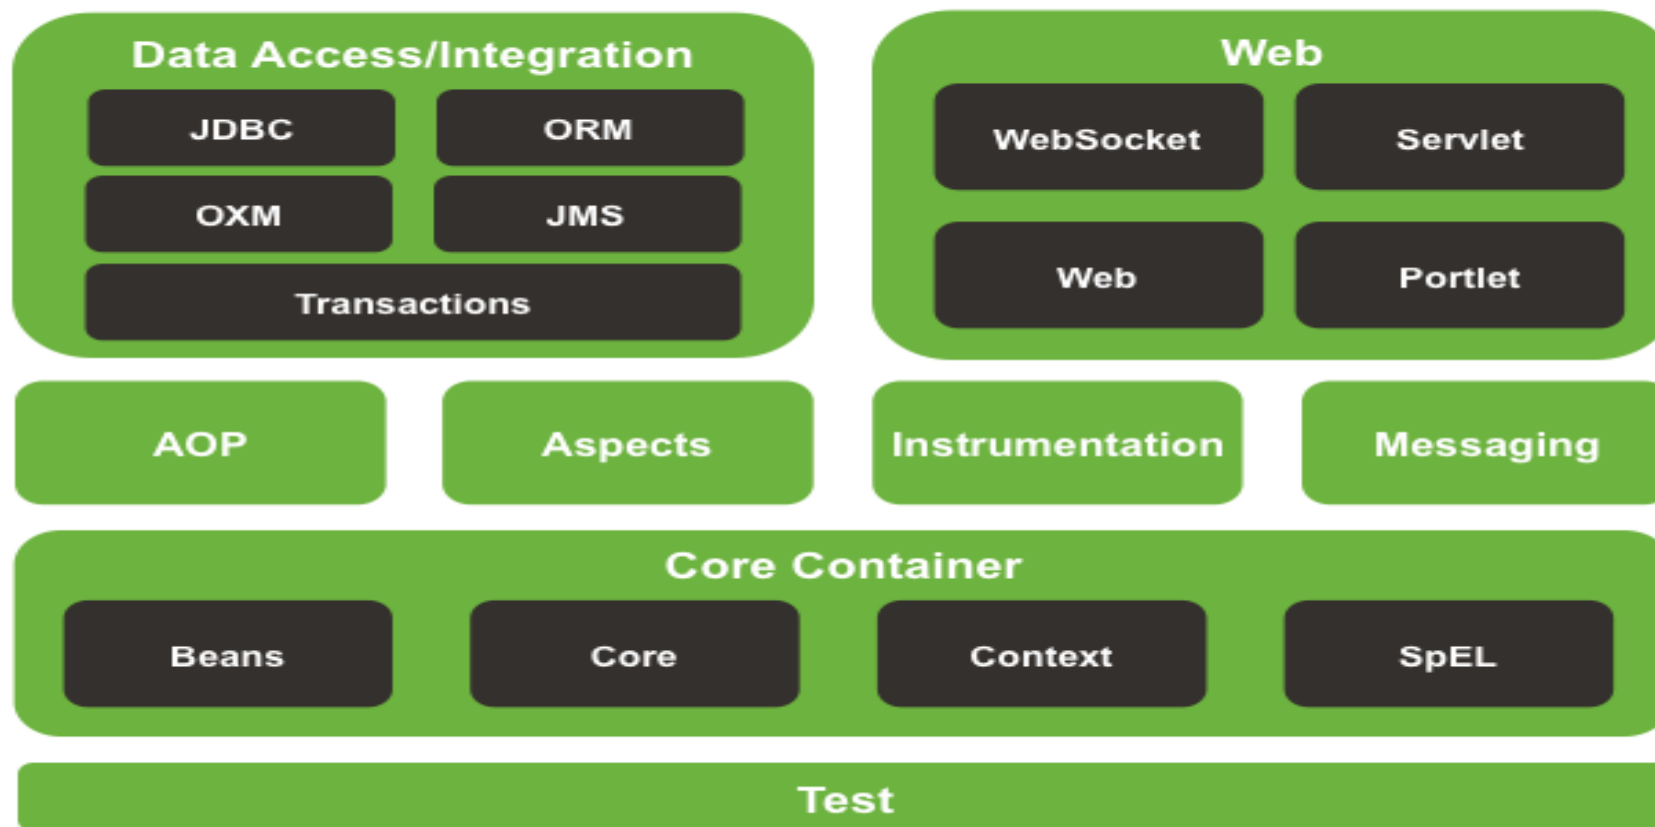 Data Access/Integration
JDBC
ORM
OXM
JMS
Transactions
Web
WebSocket
Servlet
Web
Portlet
AOP
Aspects
Instrumentation
Messaging
Core Container
Beans
Core
Context
SpEL
Test